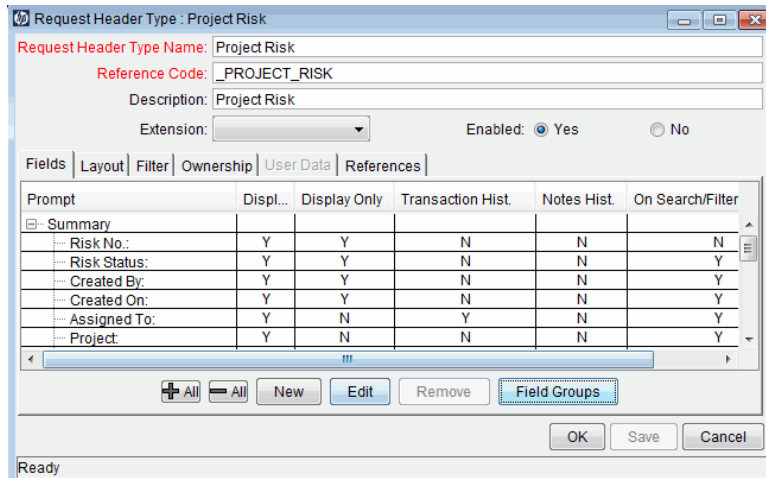 Request Header Type : Project Risk
Request Header Type Name: Project Risk
Reference Code: _PROJECT_RISK
Description: Project Risk
Extension: Enabled: Yes No
Fields Layout Filter Ownership User Data References
Prompt Displ... Display Only Transaction Hist. Notes Hist. On Search/Filter
Summary
Risk No.: Y Y N N N
Risk Status: Y Y N N Y
Created By: Y Y N N Y
Created On: Y Y N N Y
Assigned To: Y N Y N Y
Project: Y N N N Y
All All New Edit Remove Field Groups
OK Save Cancel
Ready